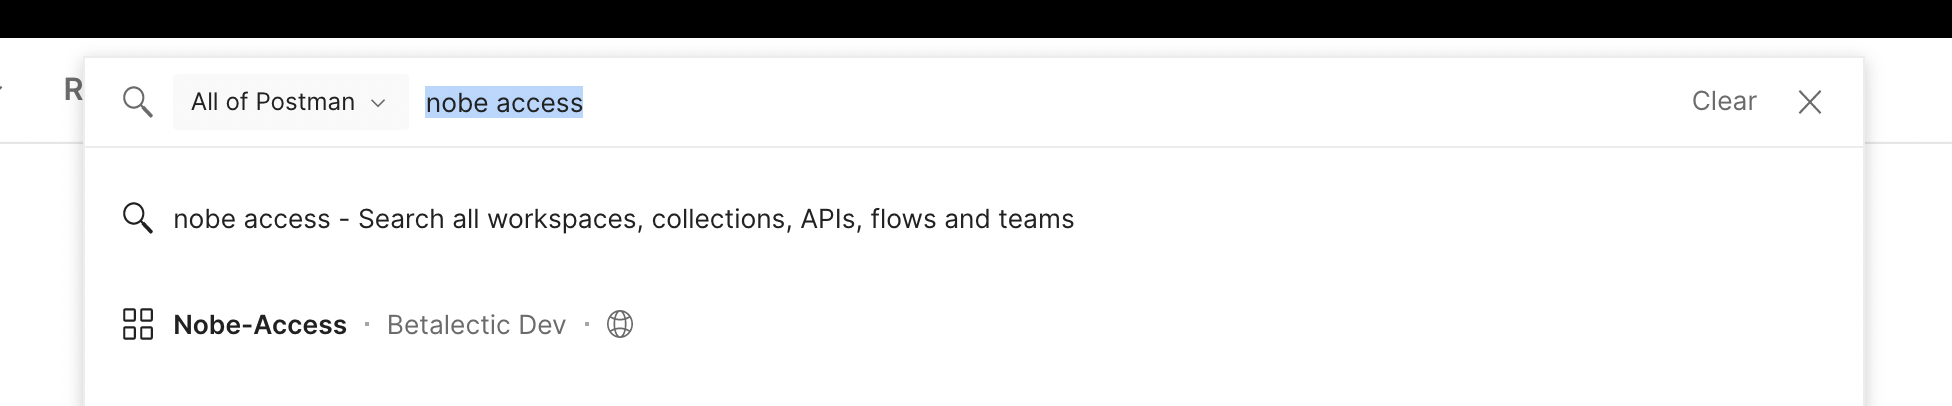 R
All of Postman nobe access Clear
nobe access - Search all workspaces, collections, APIs, flows and teams
Nobe-Access · Betalectic Dev ·